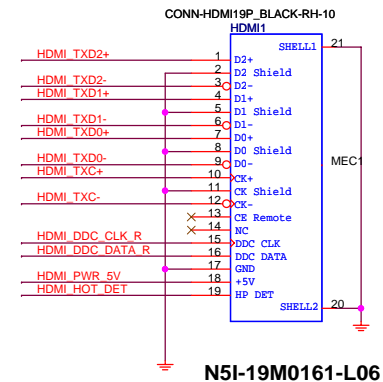 CONN-HDMI19P_BLACK-RH-10
HDMI1
SHELL1 21
HDMI_TXD2+ 1 D2+
2 D2 Shield
HDMI_TXD2- 3 D2-
HDMI_TXD1+ 4 D1+
5 D1 Shield
HDMI_TXD1- 6 D1-
HDMI_TXD0+ 7 D0+
8 D0 Shield
HDMI_TXD0- 9 D0- MEC1
HDMI_TXC+ 10 CK+
11 CK Shield
HDMI_TXC- 12 CK-
13 CE Remote
14 NC
HDMI_DDC_CLK_R 15 DDC CLK
HDMI_DDC_DATA_R 16 DDC DATA
17 GND
HDMI_PWR_5V 18 +5V
HDMI_HOT_DET 19 HP DET
SHELL2 20
N5I-19M0161-L06